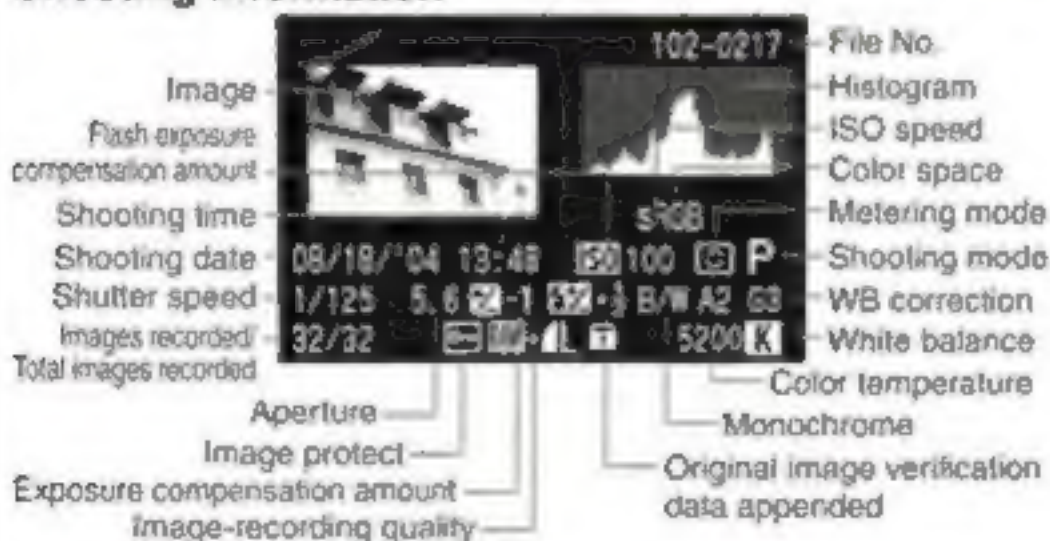 102-0217
File No.
Image
Histogram
Flash exposure
compensation amount
ISO speed
Color space
Shooting time
sRGB
Metering mode
Shooting date
08/18/'04 13:48
ISO 100
P
Shooting mode
Shutter speed
1/125 5.6 -1
B/W A2 G3
WB correction
Images recorded/
Total images recorded
32/32
L
5200 K
White balance
Color temperature
Aperture
Monochrome
Image protect
Original image verification
data appended
Exposure compensation amount
Image-recording quality